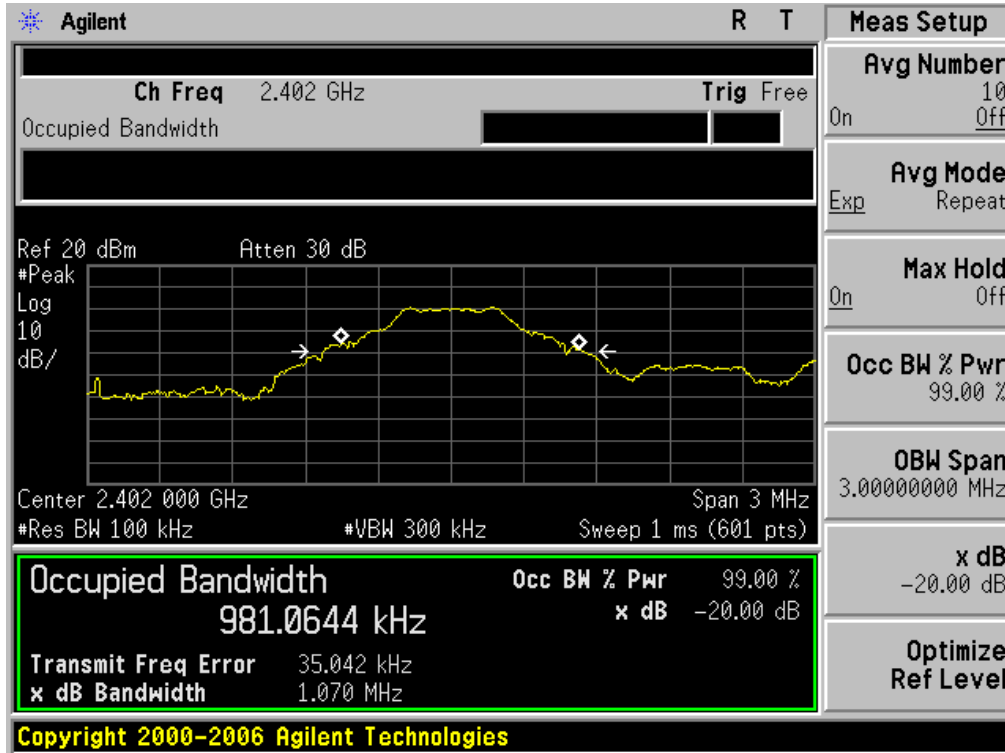 Agilent R T
Ch Freq 2.402 GHz Trig Free
Occupied Bandwidth
Ref 20 dBm Atten 30 dB
#Peak
Log
10
dB/
Center 2.402 000 GHz Span 3 MHz
#Res BW 100 kHz #VBW 300 kHz Sweep 1 ms (601 pts)
Occupied Bandwidth
981.0644 kHz
Occ BW % Pwr 99.00 %
x dB -20.00 dB
Transmit Freq Error 35.042 kHz
x dB Bandwidth 1.070 MHz
Copyright 2000-2006 Agilent Technologies
Meas Setup
Avg Number
10
On Off
Avg Mode
Exp Repeat
Max Hold
On Off
Occ BW % Pwr
99.00 %
OBW Span
3.00000000 MHz
x dB
-20.00 dB
Optimize
Ref Level